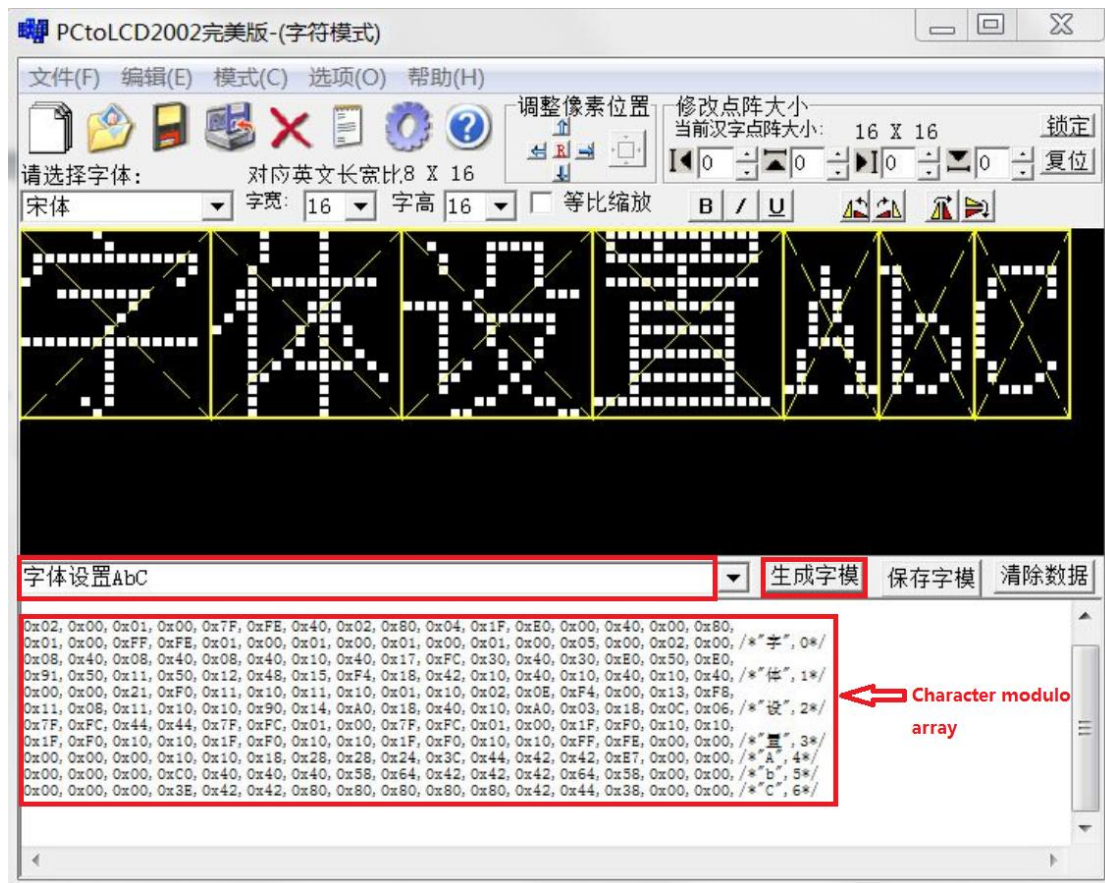 PCtoLCD2002完美版-(字符模式)
文件(F) 编辑(E) 模式(C) 选项(O) 帮助(H)
调整像素位置
修改点阵大小
当前汉字点阵大小: 16 X 16
锁定
R
0 0 0 0
复位
请选择字体:
对应英文长宽比8 X 16
宋体
字宽: 16
字高 16
等比缩放
B I U
字体设置AbC
字体设置AbC
生成字模
保存字模
清除数据
0x02, 0x00, 0x01, 0x00, 0x7F, 0xFE, 0x40, 0x02, 0x80, 0x04, 0x1F, 0xE0, 0x00, 0x40, 0x00, 0x80,
0x01, 0x00, 0xFF, 0xFE, 0x01, 0x00, 0x01, 0x00, 0x01, 0x00, 0x01, 0x00, 0x05, 0x00, 0x02, 0x00, /*"字", 0*/
0x08, 0x40, 0x08, 0x40, 0x08, 0x40, 0x10, 0x40, 0x17, 0xFC, 0x30, 0x40, 0x30, 0xE0, 0x50, 0xE0,
0x91, 0x50, 0x11, 0x50, 0x12, 0x48, 0x15, 0xF4, 0x18, 0x42, 0x10, 0x40, 0x10, 0x40, 0x10, 0x40, /*"体", 1*/
0x00, 0x00, 0x21, 0xF0, 0x11, 0x10, 0x11, 0x10, 0x01, 0x10, 0x02, 0x0E, 0xF4, 0x00, 0x13, 0xF8,
0x11, 0x08, 0x11, 0x10, 0x10, 0x90, 0x14, 0xA0, 0x18, 0x40, 0x10, 0xA0, 0x03, 0x18, 0x0C, 0x06, /*"设", 2*/
0x7F, 0xFC, 0x44, 0x44, 0x7F, 0xFC, 0x01, 0x00, 0x7F, 0xFC, 0x01, 0x00, 0x1F, 0xF0, 0x10, 0x10,
0x1F, 0xF0, 0x10, 0x10, 0x1F, 0xF0, 0x10, 0x10, 0x1F, 0xF0, 0x10, 0x10, 0xFF, 0xFE, 0x00, 0x00, /*"置", 3*/
0x00, 0x00, 0x00, 0x10, 0x10, 0x18, 0x28, 0x28, 0x24, 0x3C, 0x44, 0x42, 0x42, 0xE7, 0x00, 0x00, /*"A", 4*/
0x00, 0x00, 0x00, 0xC0, 0x40, 0x40, 0x40, 0x58, 0x64, 0x42, 0x42, 0x42, 0x64, 0x58, 0x00, 0x00, /*"b", 5*/
0x00, 0x00, 0x00, 0x3E, 0x42, 0x42, 0x80, 0x80, 0x80, 0x80, 0x80, 0x42, 0x44, 0x38, 0x00, 0x00, /*"C", 6*/
Character modulo
array